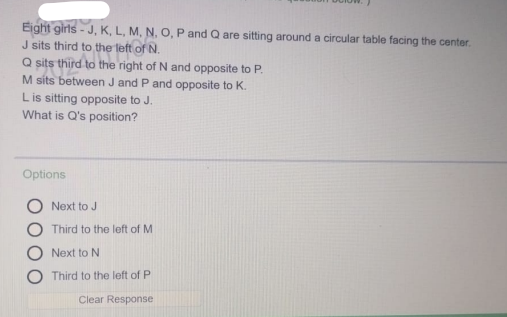 Eight girls - J, K, L, M, N, O, P and Q are sitting around a circular table facing the center.
J sits third to the left of N.
Q sits third to the right of N and opposite to P.
M sits between J and P and opposite to K.
L is sitting opposite to J.
What is Q's position?
Options
Next to J
Third to the left of M
Next to N
Third to the left of P
Clear Response